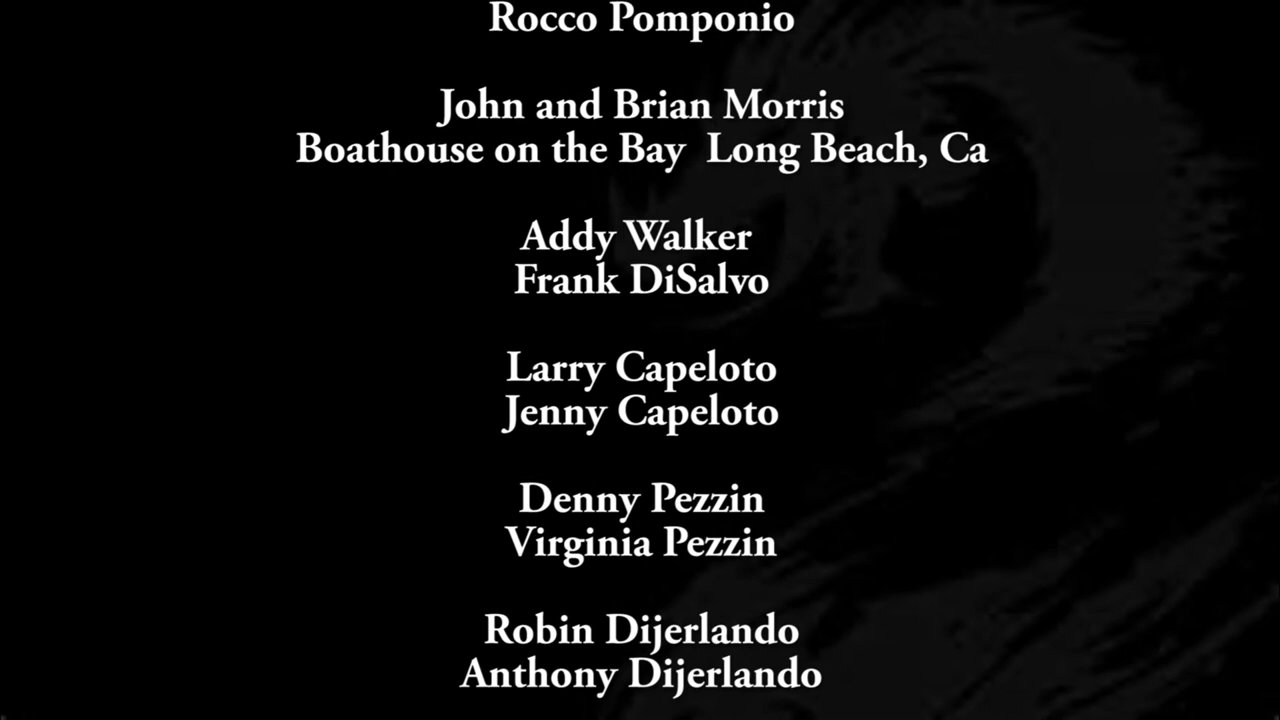 Rocco Pomponio
John and Brian Morris
Boathouse on the Bay  Long Beach, Ca
Addy Walker
Frank DiSalvo
Larry Capeloto
Jenny Capeloto
Denny Pezzin
Virginia Pezzin
Robin Dijerlando
Anthony Dijerlando